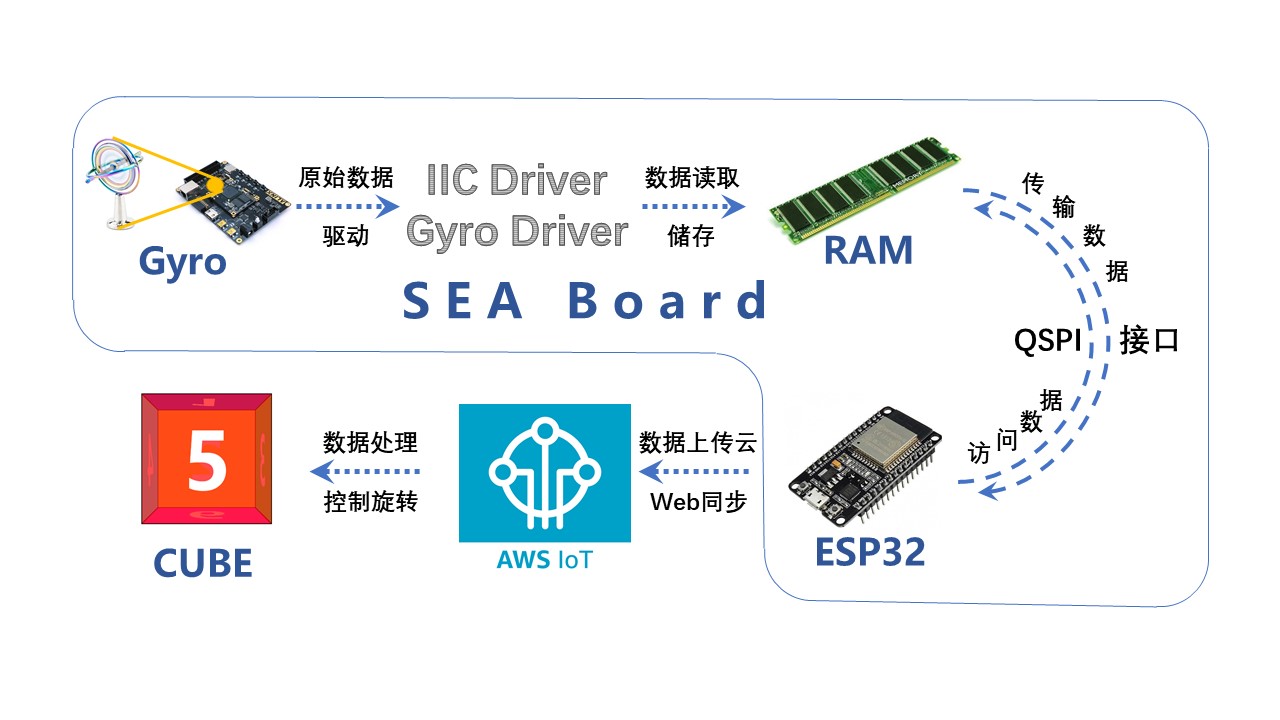 原始数据
驱动
IIC Driver
Gyro Driver
数据读取
储存
Gyro
RAM
SEA Board
传输数据
QSPI 接口
访问数据
5
CUBE
数据处理
控制旋转
AWS IoT
数据上传云
Web同步
ESP32